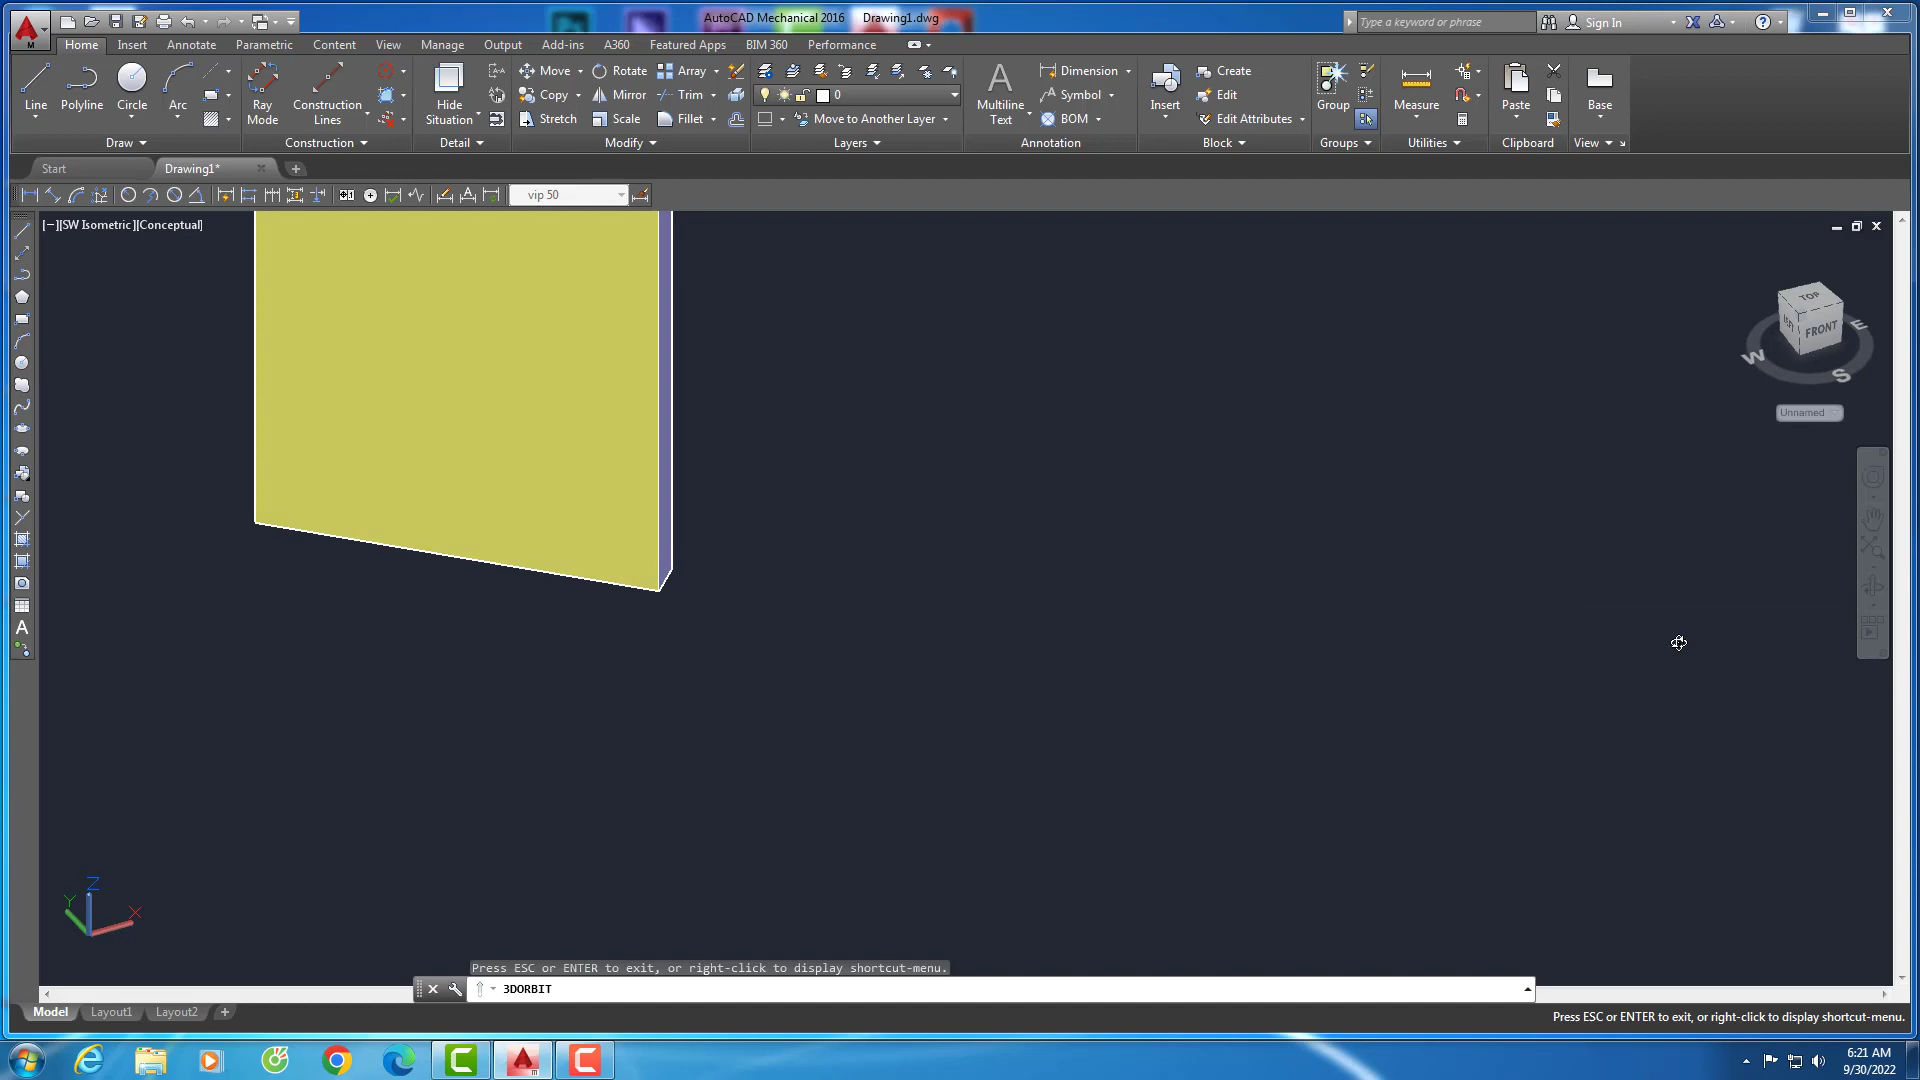 AutoCAD Mechanical 2016 Drawing1.dwg
Type a keyword or phrase
Sign In
Home Insert Annotate Parametric Content View Manage Output Add-ins A360 Featured Apps BIM 360 Performance
Line
Polyline
Circle
Arc
Ray Mode
Construction Lines
Hide Situation
Move Rotate Array
Copy Mirror Trim
Stretch Scale Fillet
0
Move to Another Layer
Multiline Text
Dimension
Symbol
BOM
Insert
Create
Edit
Edit Attributes
Group
Measure
Paste
Base
Draw Construction Detail Modify Layers Annotation Block Groups Utilities Clipboard View
Start Drawing1*
vip 50
[−][SW Isometric][Conceptual]
TOP
LEFT
FRONT
E
W
S
Unnamed
A
Z
Y
X
Press ESC or ENTER to exit, or right-click to display shortcut-menu.
3DORBIT
Model Layout1 Layout2
Press ESC or ENTER to exit, or right-click to display shortcut-menu.
6:21 AM
9/30/2022